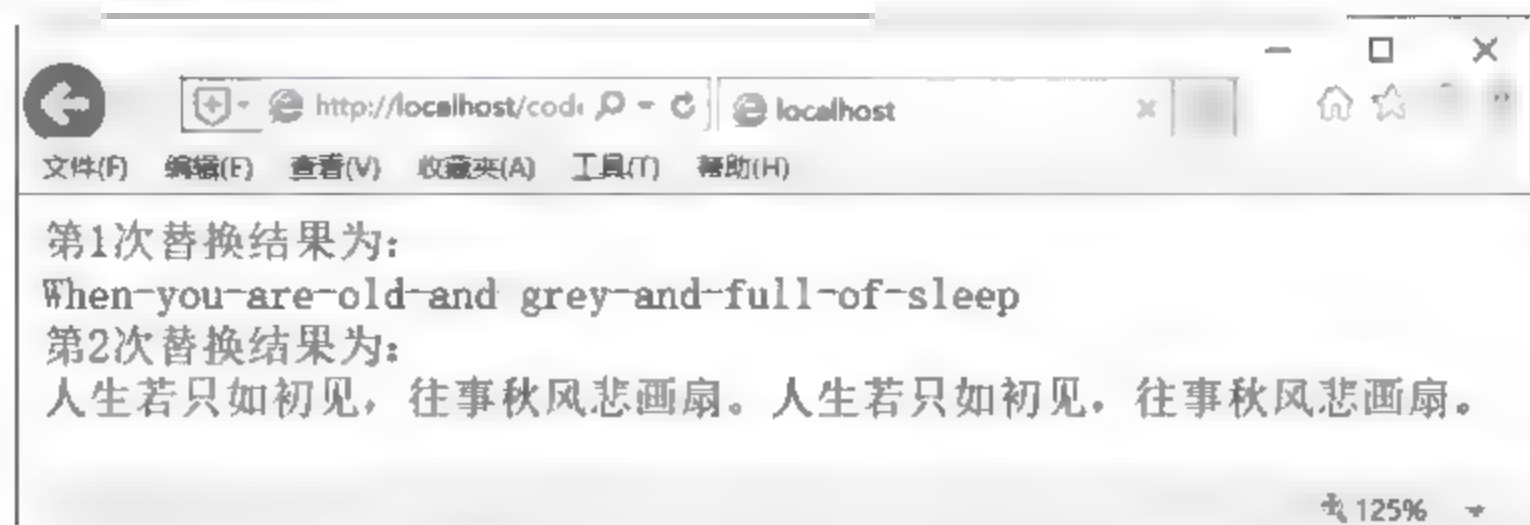 http://localhost/cod localhost
文件(F) 编辑(E) 查看(V) 收藏夹(A) 工具(T) 帮助(H)
第1次替换结果为:
When-you-are-old-and grey-and-full-of-sleep
第2次替换结果为:
人生若只如初见，往事秋风悲画扇。人生若只如初见，往事秋风悲画扇。
125%